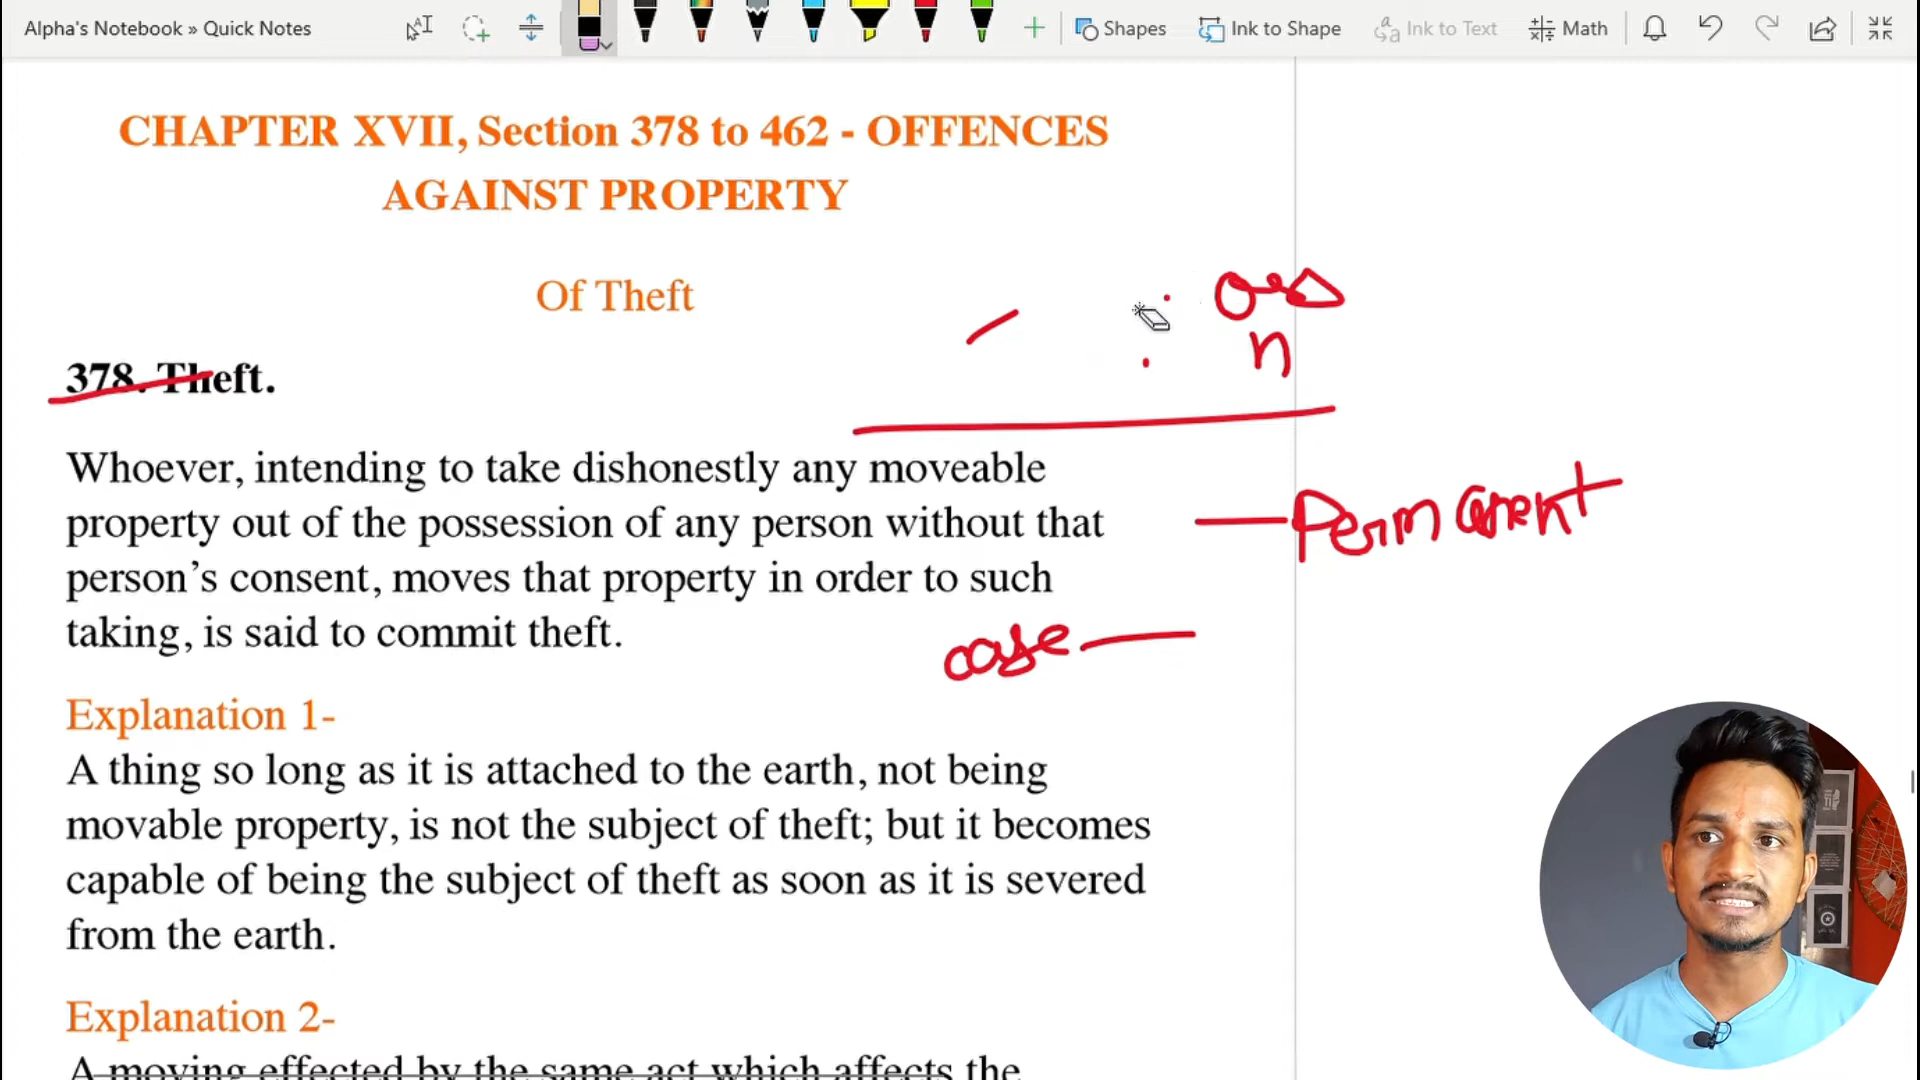 Alpha's Notebook » Quick Notes
Shapes
Ink to Shape
Ink to Text
Math
CHAPTER XVII, Section 378 to 462 - OFFENCES
AGAINST PROPERTY
Of Theft
378. Theft.
n
Whoever, intending to take dishonestly any moveable
property out of the possession of any person without that
person’s consent, moves that property in order to such
taking, is said to commit theft.
Permanent
case
Explanation 1-
A thing so long as it is attached to the earth, not being
movable property, is not the subject of theft; but it becomes
capable of being the subject of theft as soon as it is severed
from the earth.
Explanation 2-
A moving effected by the same act which affects the